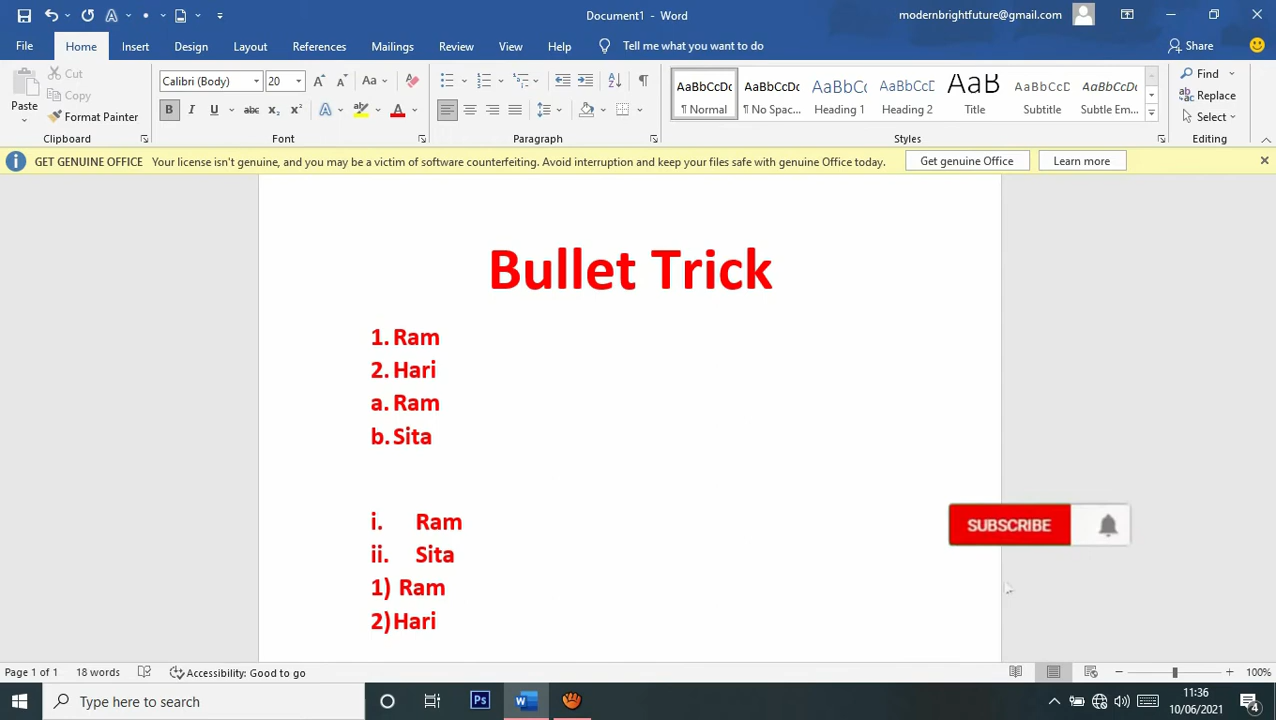 Document1 - Word
modernbrightfuture@gmail.com
File Home Insert Design Layout References Mailings Review View Help Tell me what you want to do Share
Paste
Cut
Copy
Format Painter
Clipboard
Calibri (Body) 20
Font
Paragraph
AaBbCcDc AaBbCcDc AaBbCc AaBbCcD AaB AaBbCcD AaBbCcDc
¶ Normal ¶ No Spac... Heading 1 Heading 2 Title Subtitle Subtle Em...
Styles
Find
Replace
Select
Editing
GET GENUINE OFFICE Your license isn't genuine, and you may be a victim of software counterfeiting. Avoid interruption and keep your files safe with genuine Office today. Get genuine Office Learn more
Bullet Trick
1. Ram
2. Hari
a. Ram
b. Sita
i. Ram
ii. Sita
1) Ram
2) Hari
SUBSCRIBE
Page 1 of 1 18 words Accessibility: Good to go 100%
Type here to search
Ps
11:36
10/06/2021
4